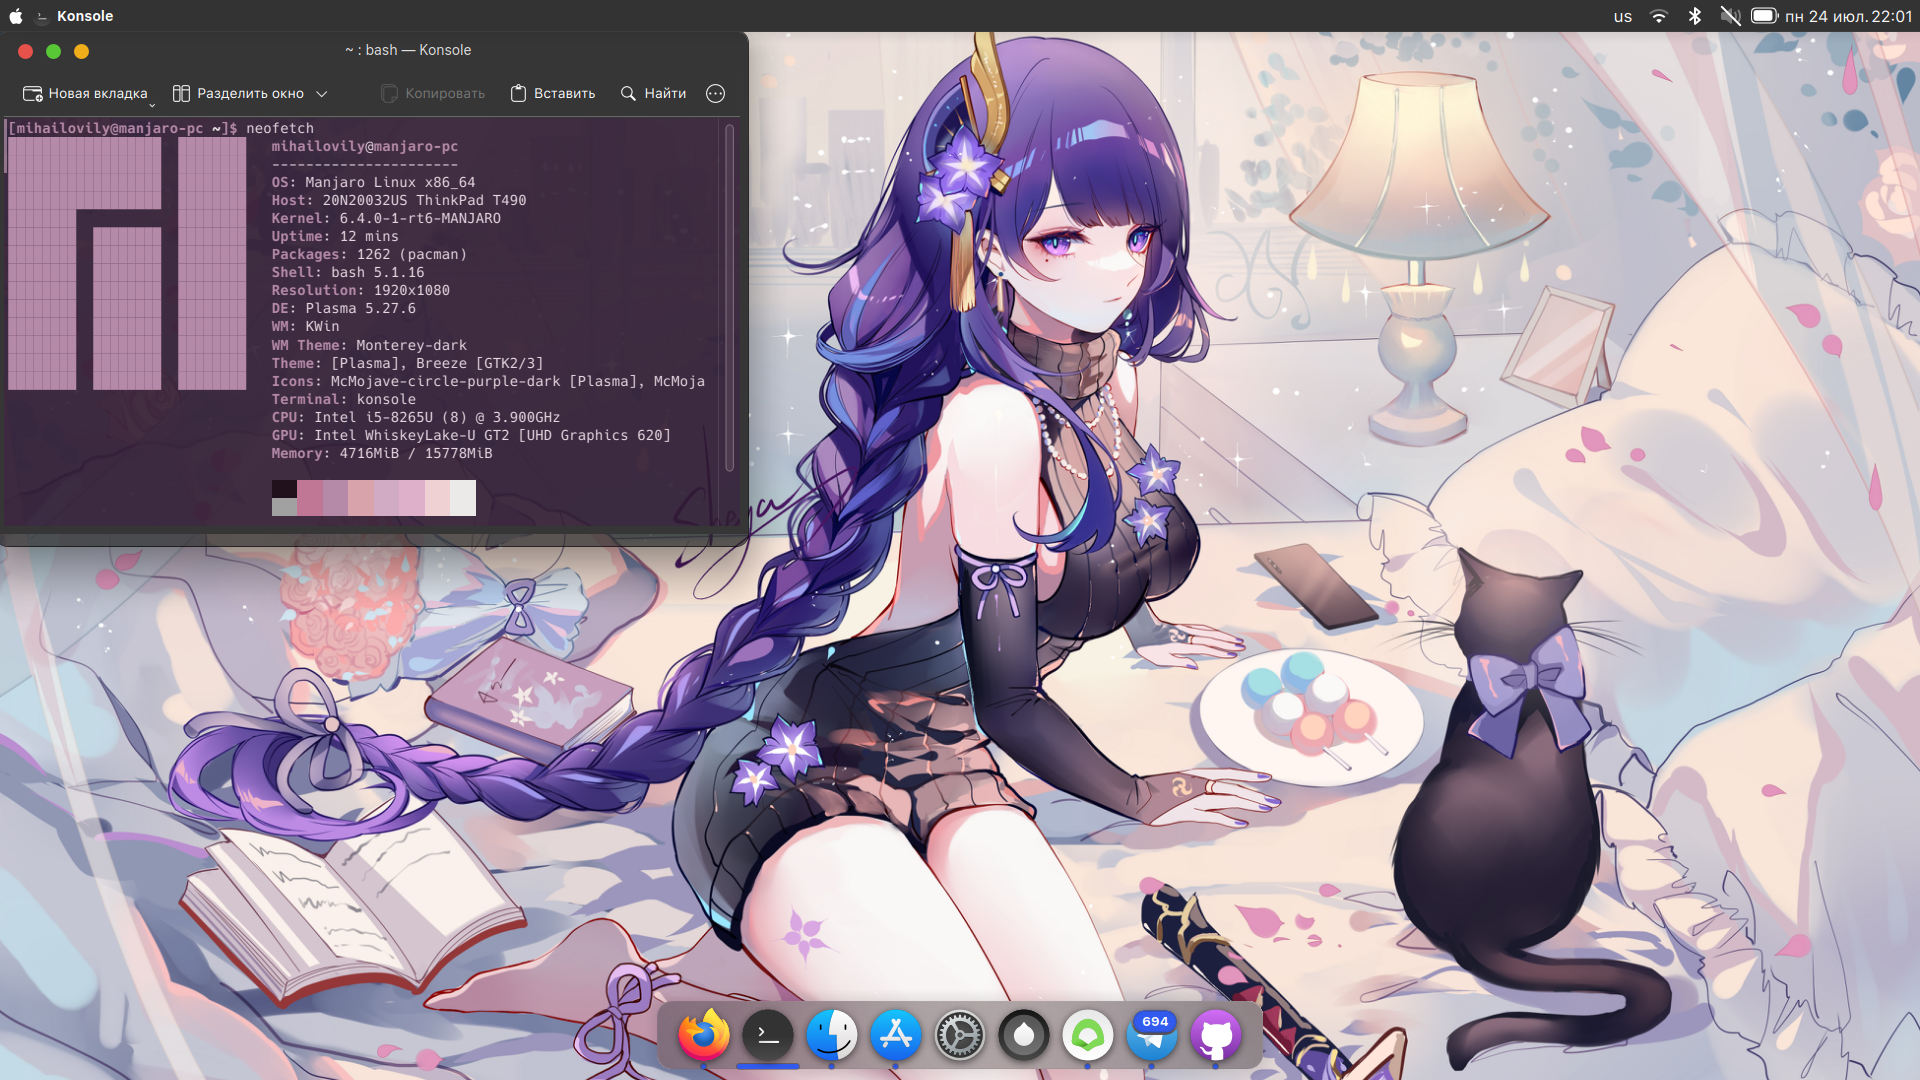 Konsole
us
пн 24 июл. 22:01
~ : bash — Konsole
Новая вкладка
Разделить окно
Копировать
Вставить
Найти
[mihailovily@manjaro-pc ~]$ neofetch
mihailovily@manjaro-pc
----------------------
OS: Manjaro Linux x86_64
Host: 20N20032US ThinkPad T490
Kernel: 6.4.0-1-rt6-MANJARO
Uptime: 12 mins
Packages: 1262 (pacman)
Shell: bash 5.1.16
Resolution: 1920x1080
DE: Plasma 5.27.6
WM: KWin
WM Theme: Monterey-dark
Theme: [Plasma], Breeze [GTK2/3]
Icons: McMojave-circle-purple-dark [Plasma], McMoja
Terminal: konsole
CPU: Intel i5-8265U (8) @ 3.900GHz
GPU: Intel WhiskeyLake-U GT2 [UHD Graphics 620]
Memory: 4716MiB / 15778MiB
694